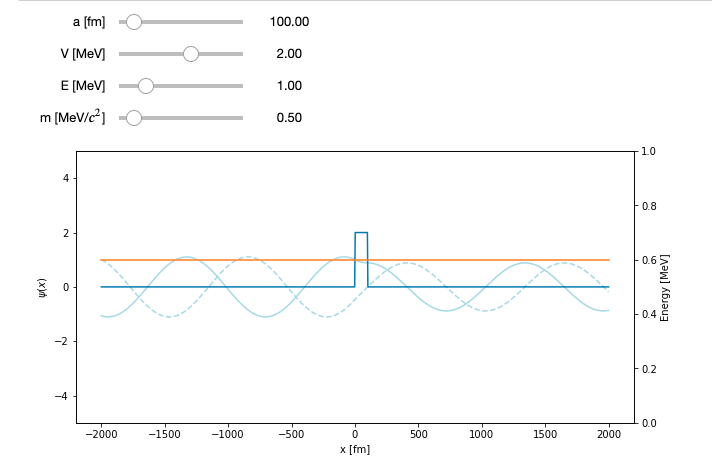 a [fm] 100.00
V [MeV] 2.00
E [MeV] 1.00
m [MeV/c²] 0.50
1.0
4
0.8
2
0.6
ψ(x)
0
Energy [MeV]
0.4
−2
0.2
−4
0.0
−2000 −1500 −1000 −500 0 500 1000 1500 2000
x [fm]